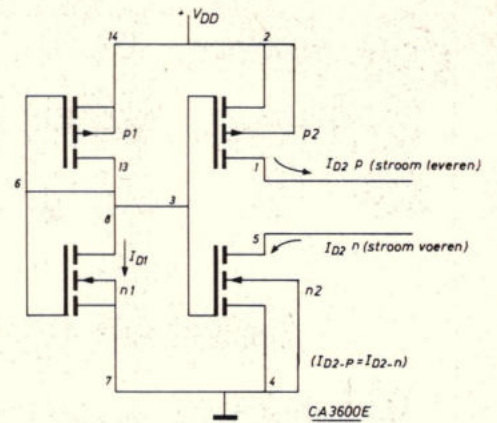 + VDD
14
2
p1
p2
13
1
ID2 p (stroom leveren)
6
3
8
5
ID1
ID2 n (stroom voeren)
n1
n2
(ID2-p=ID2-n)
7
4
CA3600E